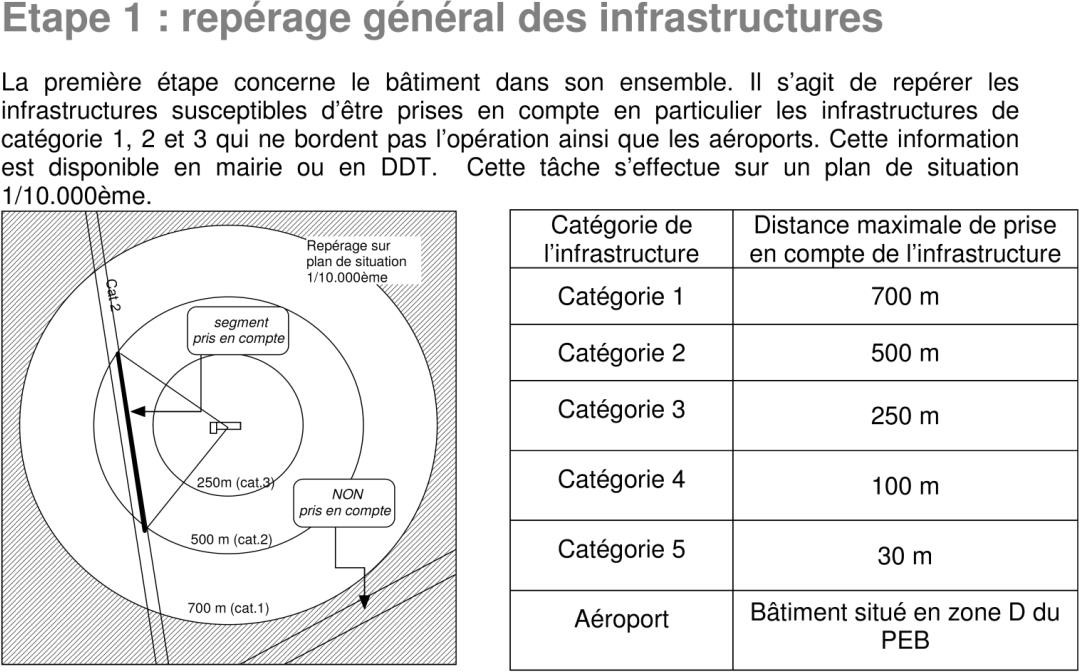 Etape 1 : repérage général des infrastructures
La première étape concerne le bâtiment dans son ensemble. Il s’agit de repérer les
infrastructures susceptibles d’être prises en compte en particulier les infrastructures de
catégorie 1, 2 et 3 qui ne bordent pas l’opération ainsi que les aéroports. Cette information
est disponible en mairie ou en DDT. Cette tâche s’effectue sur un plan de situation
1/10.000ème.
Repérage sur
plan de situation
1/10.000ème
Cat.2
segment
pris en compte
250m (cat.3)
NON
pris en compte
500 m (cat.2)
700 m (cat.1)
Catégorie de
l’infrastructure
Distance maximale de prise
en compte de l’infrastructure
Catégorie 1
700 m
Catégorie 2
500 m
Catégorie 3
250 m
Catégorie 4
100 m
Catégorie 5
30 m
Aéroport
Bâtiment situé en zone D du
PEB